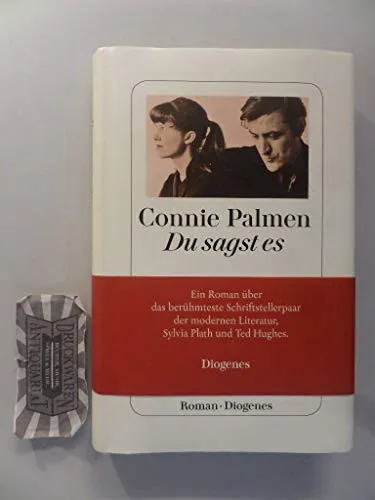 Connie Palmen
Du sagst es
Ein Roman über
das berühmteste Schriftstellerpaar
der modernen Literatur,
Sylvia Plath und Ted Hughes.
Diogenes
Roman · Diogenes